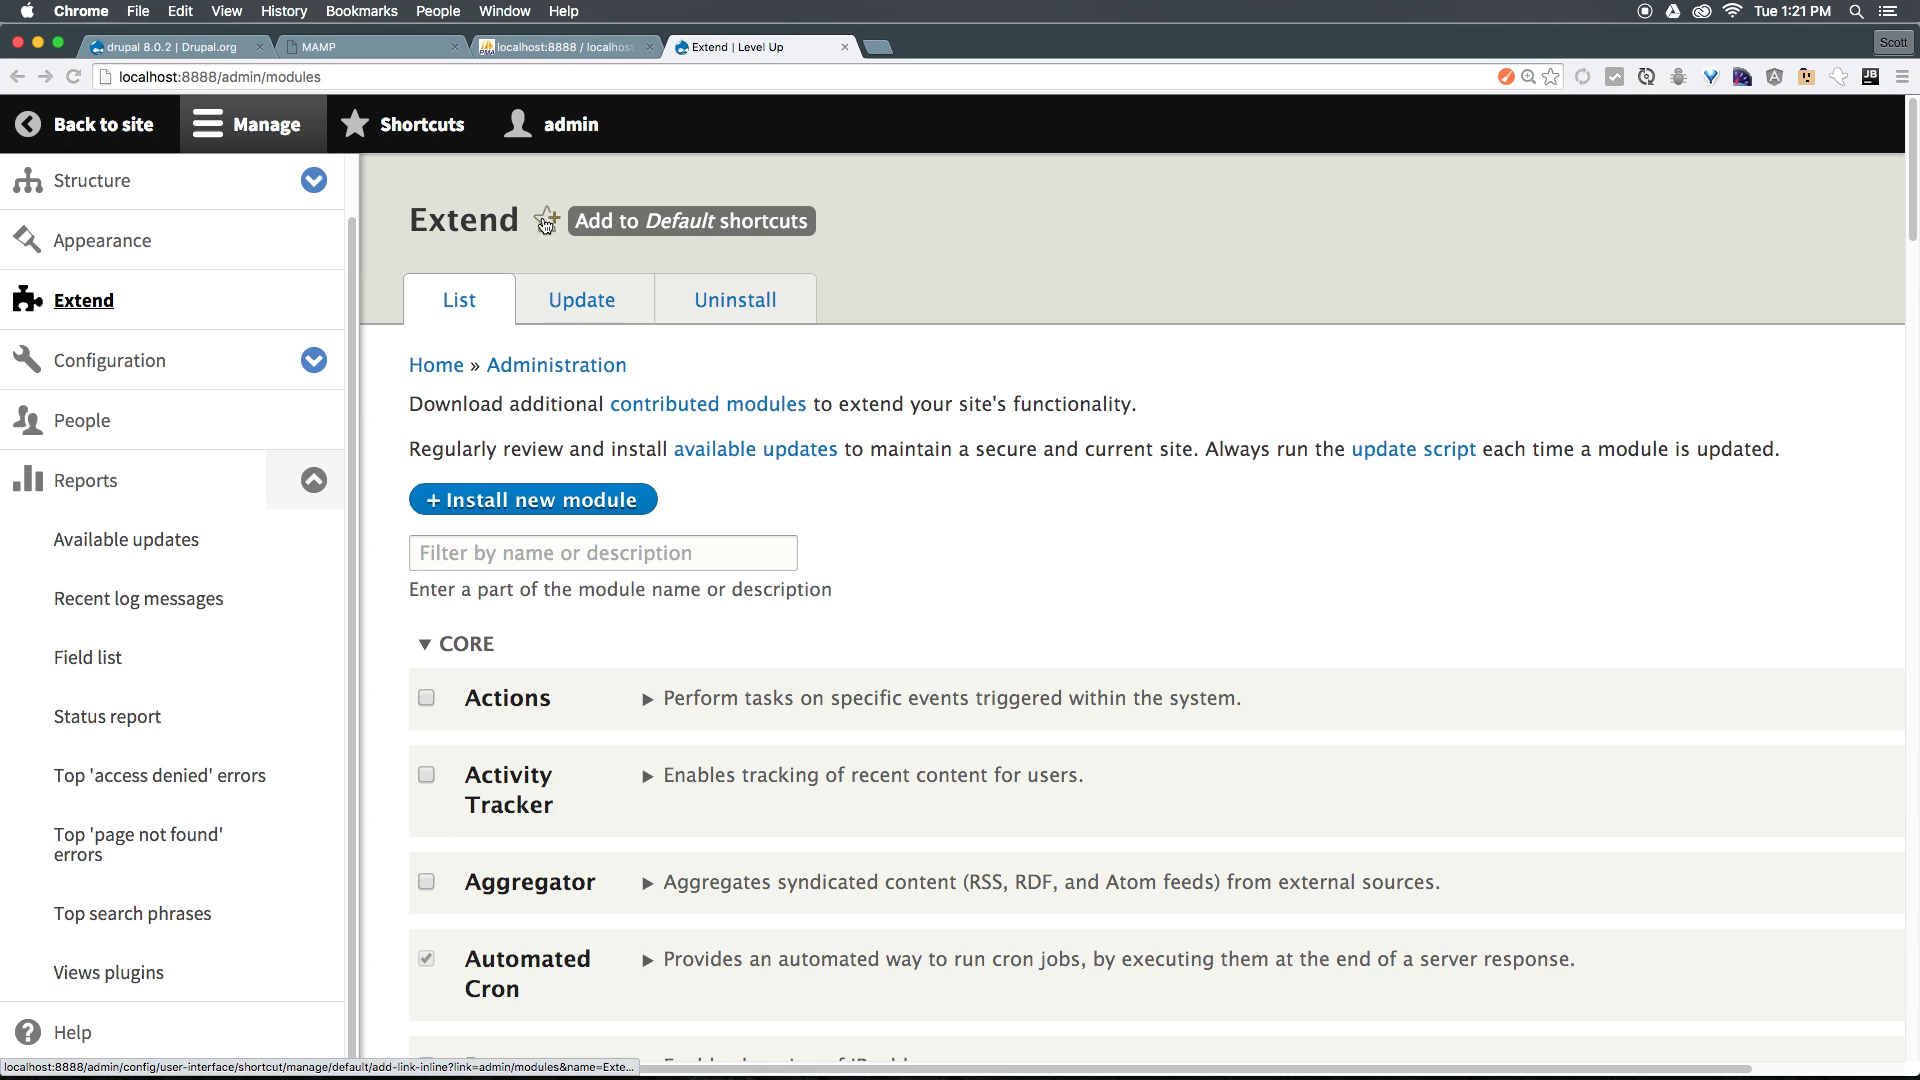 Chrome File Edit View History Bookmarks People Window Help Tue 1:21 PM
drupal 8.0.2 | Drupal.org MAMP localhost:8888 / localhost Extend | Level Up Scott
localhost:8888/admin/modules JB
Back to site Manage Shortcuts admin
Structure
Appearance
Extend
Configuration
People
Reports
Available updates
Recent log messages
Field list
Status report
Top 'access denied' errors
Top 'page not found'
errors
Top search phrases
Views plugins
Help
Extend Add to Default shortcuts
List Update Uninstall
Home » Administration
Download additional contributed modules to extend your site's functionality.
Regularly review and install available updates to maintain a secure and current site. Always run the update script each time a module is updated.
+ Install new module
Filter by name or description
Enter a part of the module name or description
▼ CORE
Actions ► Perform tasks on specific events triggered within the system.
Activity ► Enables tracking of recent content for users.
Tracker
Aggregator ► Aggregates syndicated content (RSS, RDF, and Atom feeds) from external sources.
Automated ► Provides an automated way to run cron jobs, by executing them at the end of a server response.
Cron
localhost:8888/admin/config/user-interface/shortcut/manage/default/add-link-inline?link=admin/modules&name=Exte...